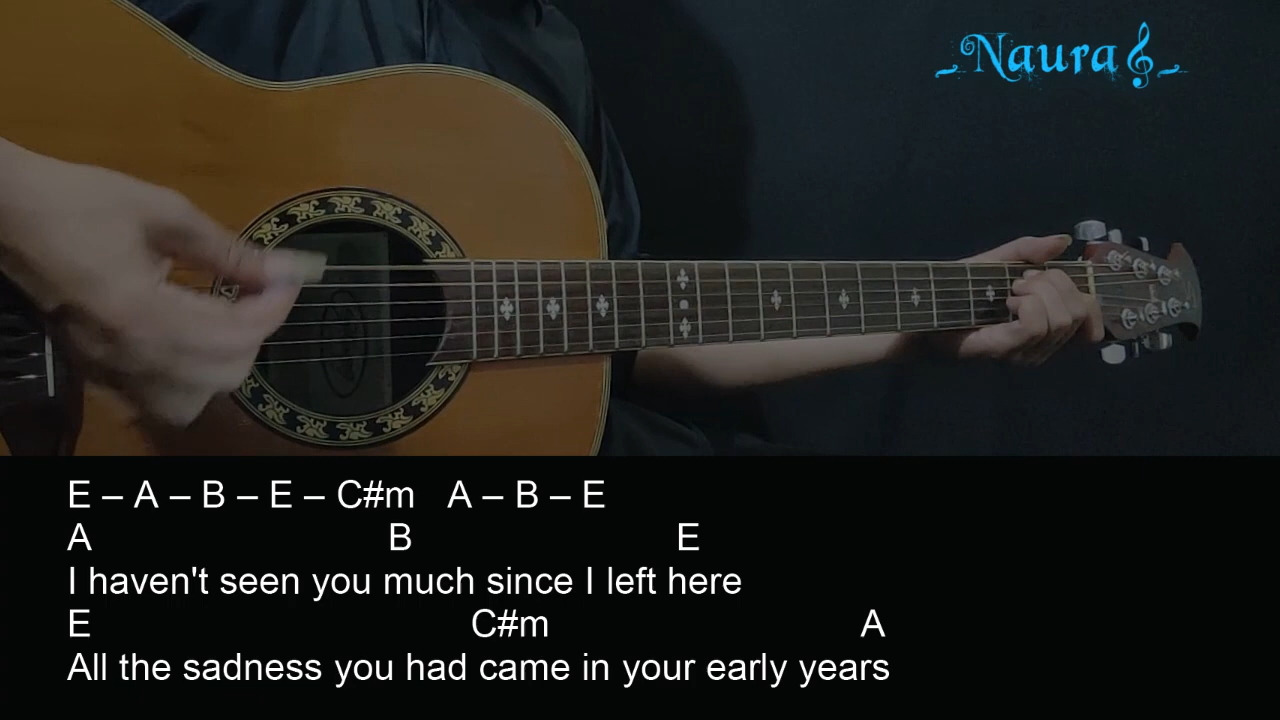 Naura
E – A – B – E – C#m A – B – E
A B E
I haven't seen you much since I left here
E C#m A
All the sadness you had came in your early years